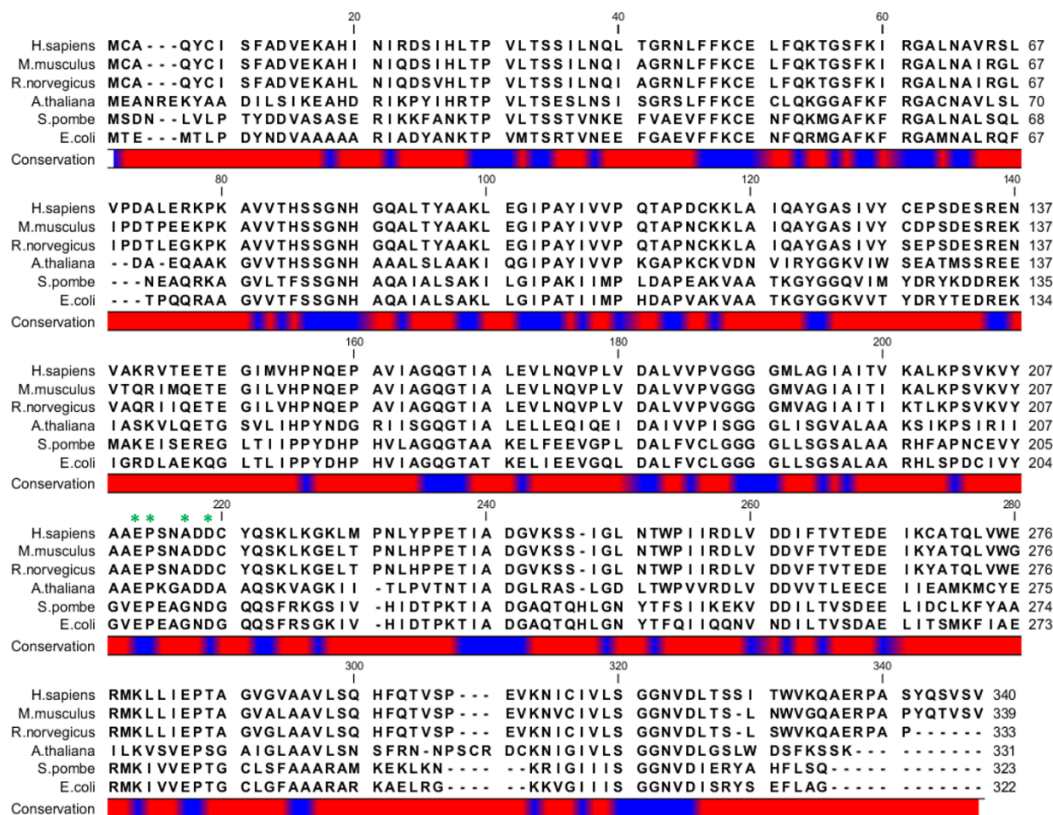 20 40 60
H.sapiens MCA---QYCI SFADVEKAHI NIRDSIHLTP VLTSSILNQL TGRNLFFKCE LFQKTGSFKI RGALNAVRSL 67
M.musculus MCA---QYCI SFADVEKAHI NIQDSIHLTP VLTSSILNQI AGRNLFFKCE LFQKTGSFKI RGALNAIRGL 67
R.norvegicus MCA---QYCI SFADVEKAHL NIQDSVHLTP VLTSSILNQI AGRNLFFKCE LFQKTGSFKI RGALNAIRGL 67
A.thaliana MEANREKYAA DILSIKEAHD RIKPYIHRTP VLTSESLNSI SGRSLFFKCE CLQKGGAFKF RGACNAVLSL 70
S.pombe MSDN--LVLP TYDDVASASE RIKKFANKTP VLTSSTVNKE FVAEVFFKCE NFQKMGAFKF RGALNALSQL 68
E.coli MTE---MTLP DYNDVAAAAA RIADYANKTP VMTSRTVNEE FGAEVFFKCE NFQRMGAFKF RGAMNALRQF 67
Conservation
80 100 120 140
H.sapiens VPDALERKPK AVVTHSSGNH GQALTYAAKL EGIPAYIVVP QTAPDCKKLA IQAYGASIVY CEPSDESREN 137
M.musculus IPDTPEEKPK AVVTHSSGNH GQALTYAAKL EGIPAYIVVP QTAPNCKKLA IQAYGASIVY CDPSDESREK 137
R.norvegicus IPDTLEGKPK AVVTHSSGNH GQALTYAAKL EGIPAYIVVP QTAPNCKKLA IQAYGASIVY SEPSDESREK 137
A.thaliana --DA-EQAAK GVVTHSSGNH AAALSLAAKI QGIPAYIVVP KGAPKCKVDN VIRYGGKVIW SEATMSSREE 137
S.pombe ---NEAQRKA GVLTFSSGNH AQAIALSAKI LGIPAKIIMP LDAPEAKVAA TKGYGGQVIM YDRYKDDREK 135
E.coli ---TPQQRAA GVVTFSSGNH AQAIALSAKL LGIPATIIMP HDAPVAKVAA TKGYGGKVVT YDRYTEDREK 134
Conservation
160 180 200
H.sapiens VAKRVTEETE GIMVHPNQEP AVIAGQGTIA LEVLNQVPLV DALVVPVGGG GMLAGIAITV KALKPSVKVY 207
M.musculus VTQRIMQETE GILVHPNQEP AVIAGQGTIA LEVLNQVPLV DALVVPVGGG GMVAGIAITI KALKPSVKVY 207
R.norvegicus VAQRIIQETE GILVHPNQEP AVIAGQGTIA LEVLNQVPLV DALVVPVGGG GMVAGIAITI KTLKPSVKVY 207
A.thaliana IASKVLQETG SVLIHPYNDG RIISGQGTIA LELLEQIQEI DAIVVPISGG GLISGVALAA KSIKPSIRII 207
S.pombe MAKEISEREG LTIIPPYDHP HVLAGQGTAA KELFEEVGPL DALFVCLGGG GLLSGSALAA RHFAPNCEVY 205
E.coli IGRDLAEKQG LTLIPPYDHP HVIAGQGTAT KELIEEVGQL DALFVCLGGG GLLSGSALAA RHLSPDCIVY 204
Conservation
* * * *
220 240 260 280
H.sapiens AAEPSNADDC YQSKLKGKLM PNLYPPETIA DGVKSS-IGL NTWPIIRDLV DDIFTVTEDE IKCATQLVWE 276
M.musculus AAEPSNADDC YQSKLKGELT PNLHPPETIA DGVKSS-IGL NTWPIIRDLV DDVFTVTEDE IKYATQLVWG 276
R.norvegicus AAEPSNADDC YQSKLKGELT PNLHPPETIA DGVKSS-IGL NTWPIIRDLV DDVFTVTEDE IKYATQLVWE 276
A.thaliana AAEPKGADDA AQSKVAGKII -TLPVTNTIA DGLRAS-LGD LTWPVVRDLV DDVVTLEECE IIEAMKMCYE 275
S.pombe GVEPEAGNDG QQSFRKGSIV -HIDTPKTIA DGAQTQHLGN YTFSIIKEKV DDILTVSDEE LIDCLKFYAA 274
E.coli GVEPEAGNDG QQSFRSGKIV -HIDTPKTIA DGAQTQHLGN YTFQIIQQNV NDILTVSDAE LITSMKFIAE 273
Conservation
300 320 340
H.sapiens RMKLLIEPTA GVGVAAVLSQ HFQTVSP--- EVKNICIVLS GGNVDLTSSI TWVKQAERPA SYQSVSV 340
M.musculus RMKLLIEPTA GVALAAVLSQ HFQTVSP--- EVKNVCIVLS GGNVDLTS-L NWVGQAERPA PYQTVSV 339
R.norvegicus RMKLLIEPTA GVGLAAVLSQ HFQTVSP--- EVKNICIVLS GGNVDLTS-L SWVKQAERPA P------ 333
A.thaliana ILKVSVEPSG AIGLAAVLSN SFRN-NPSCR DCKNIGIVLS GGNVDLGSLW DSFKSSK--- ------- 331
S.pombe RMKIVVEPTG CLSFAAARAM KEKLKN---- --KRIGIIIS GGNVDIERYA HFLSQ----- ------- 323
E.coli RMKIVVEPTG CLGFAAARAR KAELRG---- --KKVGIIIS GGNVDISRYS EFLAG----- ------- 322
Conservation